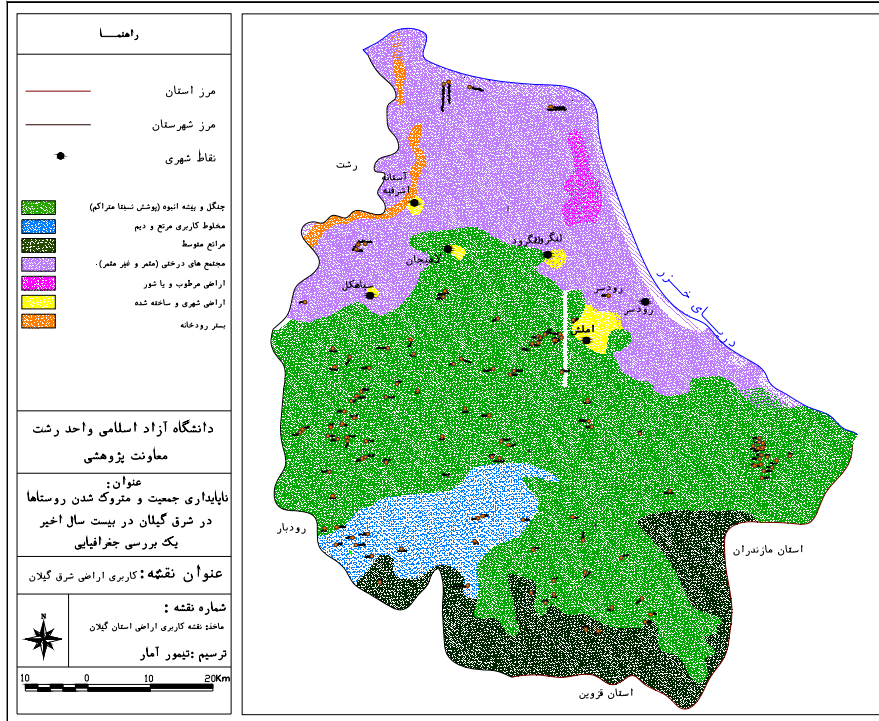 راهنمـــا
مرز استان
مرز شهرستان
نقاط شهری
جنگل و بیشه انبوه (پوشش نسبتا متراکم)
مخلوط کاربری مرتع و دیم
مراتع متوسط
مجتمع های درختی (مثمر و غیر مثمر).
اراضی مرطوب و یا شور
اراضی شهری و ساخته شده
بستر رودخانه
دانشگاه آزاد اسلامی واحد رشت
معاونت پژوهشی
عنوان:
ناپایداری جمعیت و متروک شدن روستاها
در شرق گیلان در بیست سال اخیر
یک بررسی جغرافیایی
عنوان نقشه: کاربری اراضی شرق گیلان
شماره نقشه :
ماخذ: نقشه کاربری اراضی استان گیلان
ترسیم :تیمور آمار
N
10 0 10 20Km
رشت
آستانه
اشرفیه
لاهیجان
لنگرود
لنگرود
سیاهکل
رودسر
رودسر
املش
دریـــای خـــزر
رودبار
استان مازندران
استان قزوین